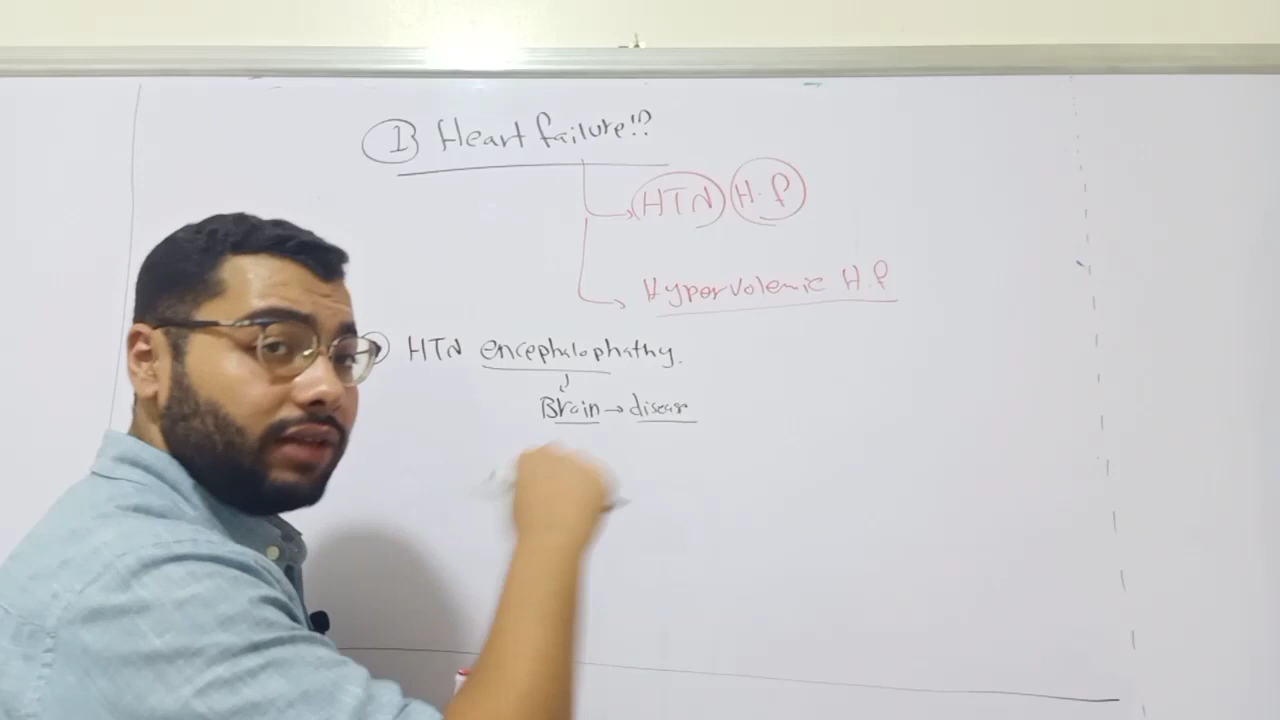 1 Heart failure!?
HTN H.f
Hypervolemic H.f
HTN encephalophathy.
Brain → disease